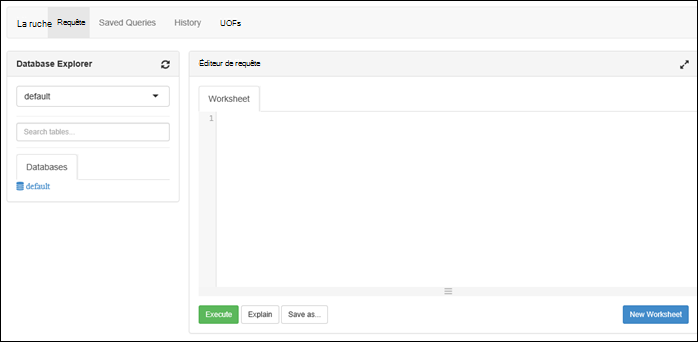 La ruche Requête Saved Queries History UOFs
Database Explorer
Éditeur de requête
default
Worksheet
1
Search tables...
Databases
default
Execute Explain Save as... New Worksheet